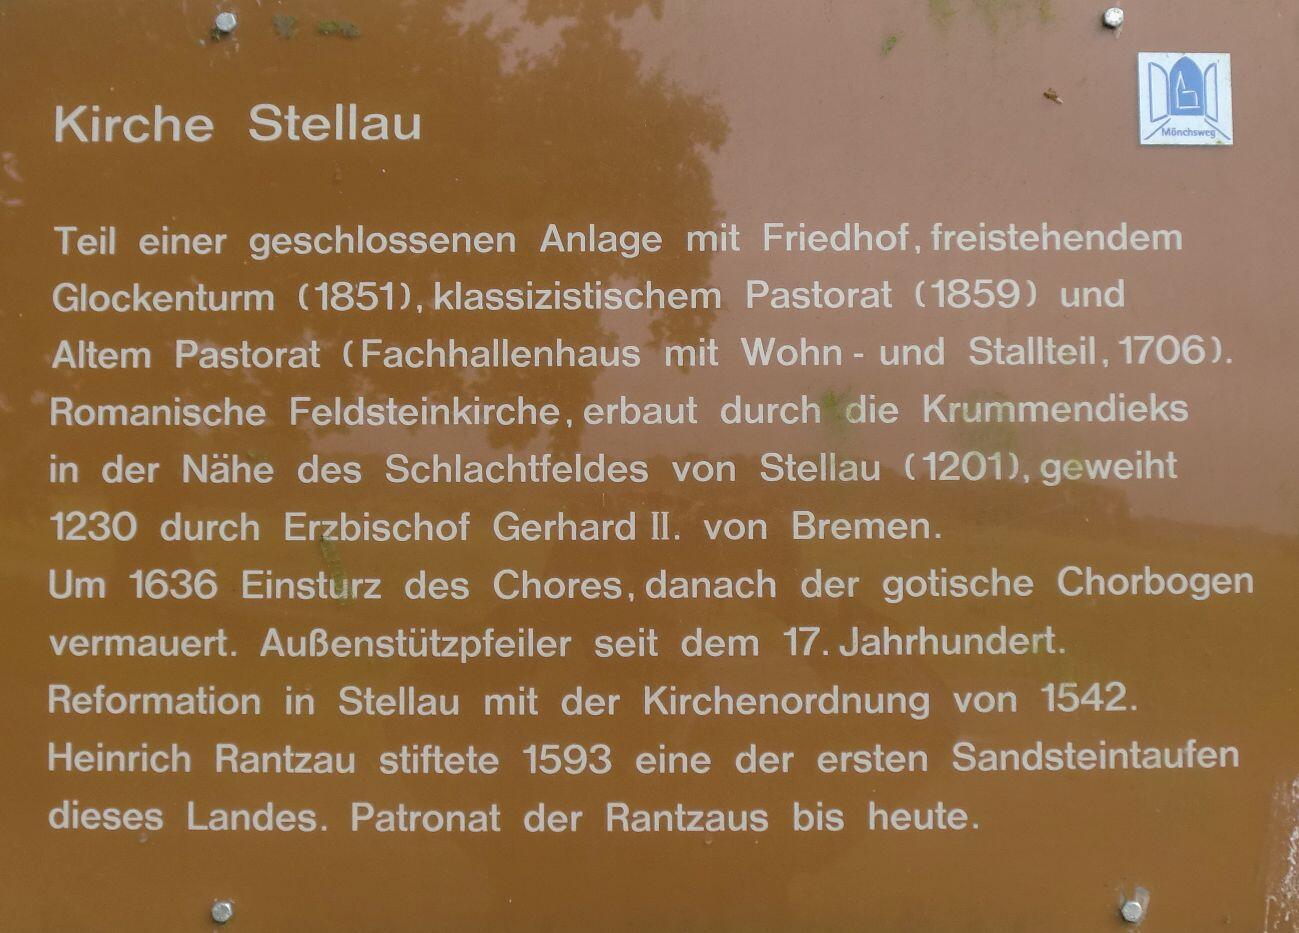 Kirche Stellau
Mönchsweg
Teil einer geschlossenen Anlage mit Friedhof, freistehendem
Glockenturm (1851), klassizistischem Pastorat (1859) und
Altem Pastorat (Fachhallenhaus mit Wohn- und Stallteil, 1706).
Romanische Feldsteinkirche, erbaut durch die Krummendieks
in der Nähe des Schlachtfeldes von Stellau (1201), geweiht
1230 durch Erzbischof Gerhard II. von Bremen.
Um 1636 Einsturz des Chores, danach der gotische Chorbogen
vermauert. Außenstützpfeiler seit dem 17. Jahrhundert.
Reformation in Stellau mit der Kirchenordnung von 1542.
Heinrich Rantzau stiftete 1593 eine der ersten Sandsteintaufen
dieses Landes. Patronat der Rantzaus bis heute.